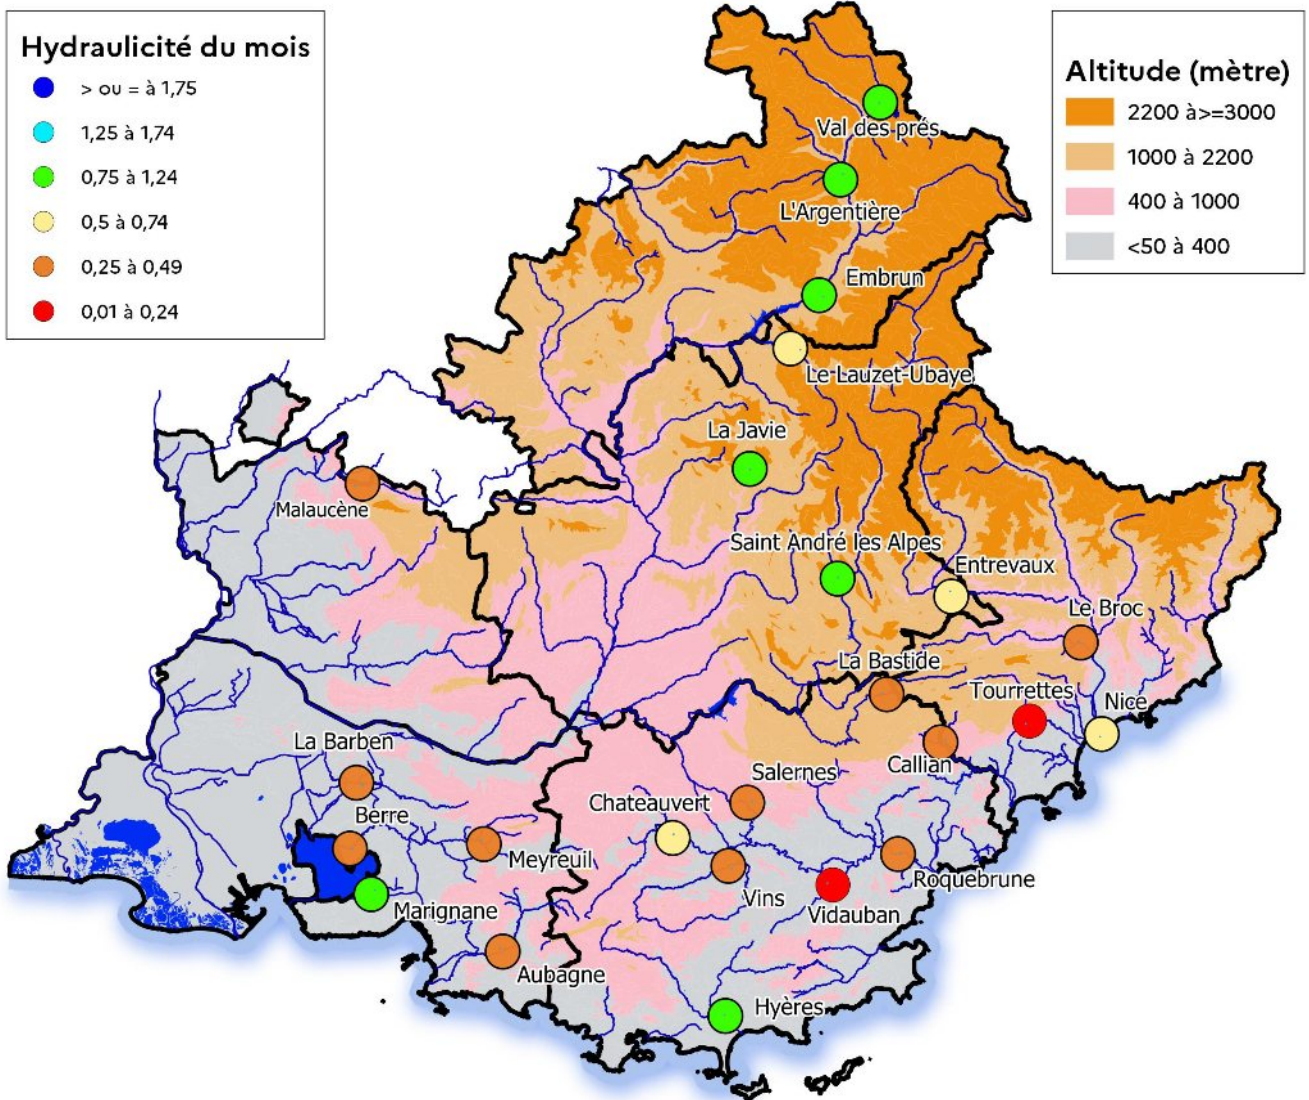 Hydraulicité du mois
> ou = à 1,75
1,25 à 1,74
0,75 à 1,24
0,5 à 0,74
0,25 à 0,49
0,01 à 0,24
Altitude (mètre)
2200 à>=3000
1000 à 2200
400 à 1000
<50 à 400
Val des prés
L'Argentière
Embrun
Le Lauzet-Ubaye
La Javie
Malaucène
Saint André les Alpes
Entrevaux
Le Broc
La Bastide
Tourrettes
Nice
La Barben
Callian
Salernes
Chateauvert
Berre
Meyreuil
Roquebrune
Vins
Marignane
Vidauban
Aubagne
Hyères